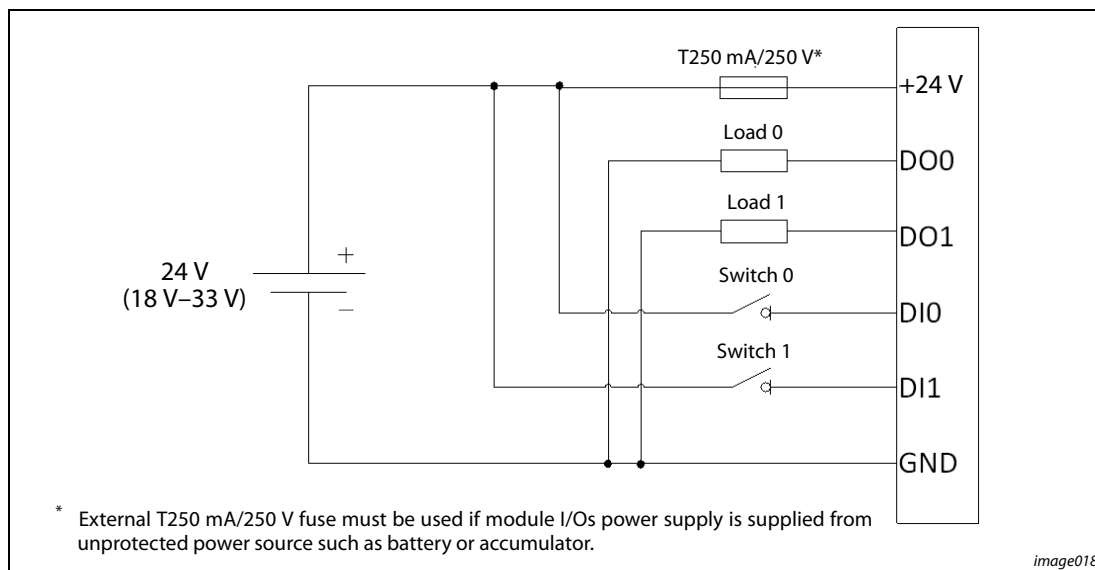 T250 mA/250 V*
+24 V
Load 0
DO0
Load 1
DO1
+
24 V
(18 V–33 V)
–
Switch 0
DI0
Switch 1
DI1
GND
* External T250 mA/250 V fuse must be used if module I/Os power supply is supplied from
unprotected power source such as battery or accumulator.
image018